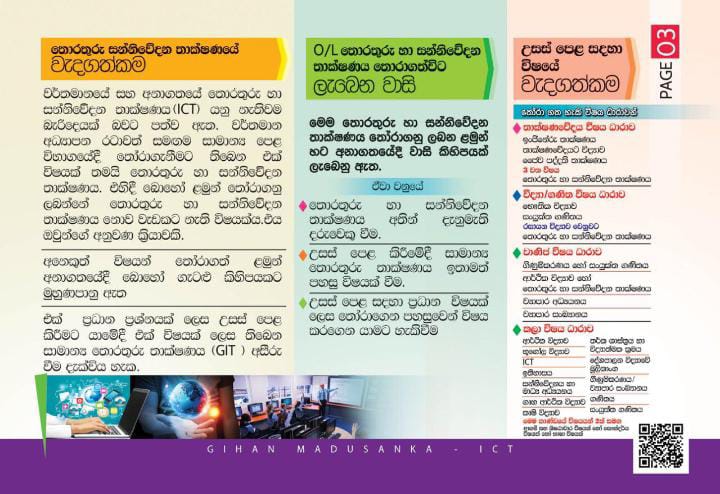 තොරතුරු සන්නිවේදන තාක්ෂණයේ
වැදගත්කම
වර්තමානයේ සහ අනාගතයේ තොරතුරු හා
සන්නිවේදන තාක්ෂණය (ICT) යනු නැතිවම
බැරිදෙයක් බවට පත්ව ඇත. වර්තමාන
අධ්‍යාපන රටාවත් සමඟම සාමාන්‍ය පෙළ
විභාගයේදී තෝරාගැනීමට තිබෙන එක්
විෂයක් තමයි තොරතුරු හා සන්නිවේදන
තාක්ෂණය. එහිදී බොහෝ ළමුන් තෝරාගනු
ලබන්නේ තොරතුරු හා සන්නිවේදන
තාක්ෂණය නොව වැඩකට නැති විෂයක්ය.එය
ඔවුන්ගේ අනුවණ ක්‍රියාවකි.
අනෙකුත් විෂයන් තෝරාගත් ළමුන්
අනාගතයේදී බොහෝ ගැටළු කිහිපයකට
මුහුණපානු ඇත
එක් ප්‍රධාන ප්‍රශ්නයක් ලෙස උසස් පෙළ
කිරීමට යාමේදී එක් විෂයක් ලෙස තිබෙන
සාමාන්‍ය තොරතුරු තාක්ෂණය (GIT ) අසීරු
වීම දැක්විය හැක.
O/L තොරතුරු හා සන්නිවේදන
තාක්ෂණය තොරාගත්විට
ලැබෙන වාසි
මෙම තොරතුරු හා සන්නිවේදන
තාක්ෂණය තෝරාගනු ලබන ළමුන්
හට අනාගතයේදී වාසි කිහිපයක්
ලැබෙනු ඇත.
ඒවා වනුයේ
තොරතුරු හා සන්නිවේදන
තාක්ෂණය අතින් දැනුමැති
දරුවෙකු වීම.
උසස් පෙළ කිරීමේදී සාමාන්‍ය
තොරතුරු තාක්ෂණය ඉතාමත්
පහසු විෂයක් වීම.
උසස් පෙළ සදහා ප්‍රධාන විෂයක්
ලෙස තෝරාගෙන පහසුවෙන් විෂය
කරගෙන යාමට හැකිවීම
උසස් පෙළ සදහා
විෂයේ
වැදගත්කම
PAGE 03
තෝරා ගත හැකි විෂය ධාරාවන්
තාක්ෂණවේදය විෂය ධාරාව
ඉංජිනේරු තාක්ෂණය
තාක්ෂණවේදයට විද්‍යාව
ජෛව පද්ධති තාක්ෂණය
3 වන විෂය
තොරතුරු හා සන්නිවේදන තාක්ෂණය
විද්‍යා/ගණිත විෂය ධාරාව
භෞතික විද්‍යාව
සංයුක්ත ගණිතය
රසායන විද්‍යාව වෙනුවට
තොරතුරු හා සන්නිවේදන තාක්ෂණය
වාණිජ විෂය ධාරාව
ගිණුම්කරණය හෝ සංයුක්ත ගණිතය
ආර්ථික විද්‍යාව හෝ
තොරතුරු හා සන්නිවේදන තාක්ෂණය
ව්‍යාපාර අධ්‍යයනය
ව්‍යාපාර සංඛ්‍යානය
කලා විෂය ධාරාව
ආර්ථික විද්‍යාව
භූගෝල විද්‍යාව
ICT
ඉතිහාසය
සන්නිවේදනය හා
මාධ්‍ය අධ්‍යයනය
ගෘහ ආර්ථික විද්‍යාව
කෘෂි විද්‍යාව
තර්ක ශාස්ත්‍රය හා
විද්‍යාත්මක ක්‍රමය
දේශපාලන විද්‍යාවේ
මූලිකාංග
ගිණුම්කරණය/
ව්‍යාපාර සංඛ්‍යානය
ගණිතය
සංයුක්ත ගණිතය
GIHAN MADUSANKA - ICT